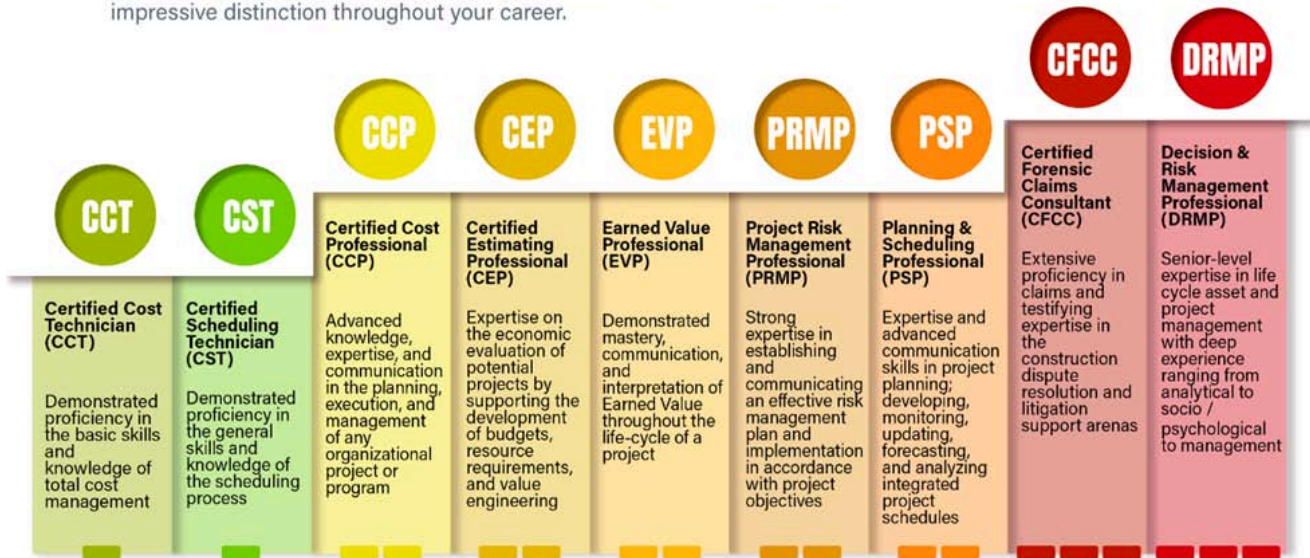 impressive distinction throughout your career.
CCT
Certified Cost
Technician
(CCT)
Demonstrated
proficiency in
the basic skills
and
knowledge of
total cost
management
CST
Certified
Scheduling
Technician
(CST)
Demonstrated
proficiency in
the general
skills and
knowledge of
the scheduling
process
CCP
Certified Cost
Professional
(CCP)
Advanced
knowledge,
expertise, and
communication
in the planning,
execution, and
management
of any
organizational
project or
program
CEP
Certified
Estimating
Professional
(CEP)
Expertise on
the economic
evaluation of
potential
projects by
supporting the
development
of budgets,
resource
requirements,
and value
engineering
EVP
Earned Value
Professional
(EVP)
Demonstrated
mastery,
communication,
and
interpretation of
Earned Value
throughout the
life-cycle of a
project
PRMP
Project Risk
Management
Professional
(PRMP)
Strong
expertise in
establishing
and
communicating
an effective risk
management
plan and
implementation
in accordance
with project
objectives
PSP
Planning &
Scheduling
Professional
(PSP)
Expertise and
advanced
communication
skills in project
planning;
developing,
monitoring,
updating,
forecasting,
and analyzing
integrated
project
schedules
CFCC
Certified
Forensic
Claims
Consultant
(CFCC)
Extensive
proficiency in
claims and
testifying
expertise in
the
construction
dispute
resolution and
litigation
support arenas
DRMP
Decision &
Risk
Management
Professional
(DRMP)
Senior-level
expertise in life
cycle asset and
project
management
with deep
experience
ranging from
analytical to
socio /
psychological
to management